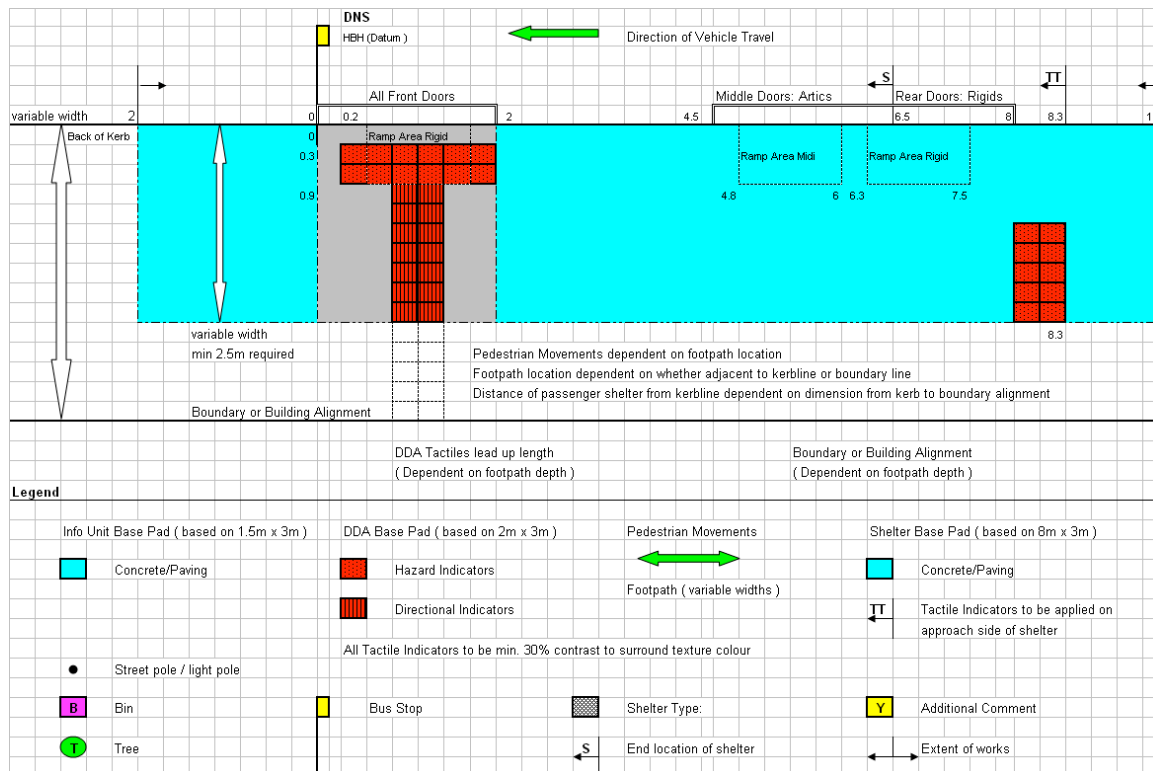 DNS
HBH (Datum )
Direction of Vehicle Travel
S
TT
All Front Doors
Middle Doors: Artics
Rear Doors: Rigids
variable width
2
0
0.2
2
4.5
6.5
8
8.3
1
Back of Kerb
0
Ramp Area Rigid
0.3
Ramp Area Midi
Ramp Area Rigid
0.9
4.8
6
6.3
7.5
variable width
min 2.5m required
8.3
Pedestrian Movements dependent on footpath location
Footpath location dependent on whether adjacent to kerbline or boundary line
Distance of passenger shelter from kerbline dependent on dimension from kerb to boundary alignment
Boundary or Building Alignment
DDA Tactiles lead up length
( Dependent on footpath depth )
Boundary or Building Alignment
( Dependent on footpath depth )
Legend
Info Unit Base Pad ( based on 1.5m x 3m )
DDA Base Pad ( based on 2m x 3m )
Pedestrian Movements
Shelter Base Pad ( based on 8m x 3m )
Concrete/Paving
Hazard Indicators
Concrete/Paving
Footpath ( variable widths )
Directional Indicators
TT
Tactile Indicators to be applied on
approach side of shelter
All Tactile Indicators to be min. 30% contrast to surround texture colour
Street pole / light pole
B
Bin
Bus Stop
Shelter Type:
Y
Additional Comment
T
Tree
S
End location of shelter
Extent of works